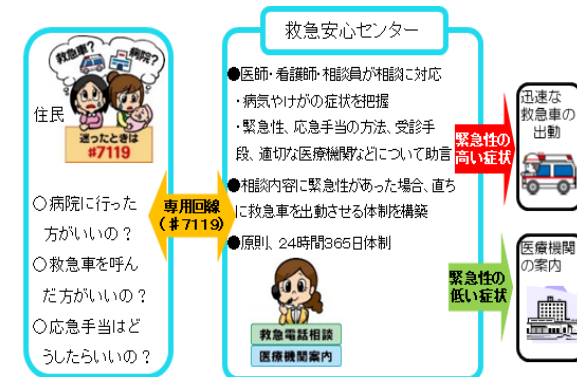 救急車?
病院?
住民
迷ったときは
#7119
○病院に行った
方がいいの？
○救急車を呼ん
だ方がいいの？
○応急手当はど
うしたらいいの？
専用回線
(＃7119)
救急安心センター
●医師・看護師・相談員が相談に対応
・病気やけがの症状を把握
・緊急性、応急手当の方法、受診手
段、適切な医療機関などについて助言
●相談内容に緊急性があった場合、直ち
に救急車を出動させる体制を構築
●原則、24時間365日体制
救急電話相談
医療機関案内
緊急性の
高い症状
迅速な
救急車の
出動
緊急性の
低い症状
医療機関
の案内